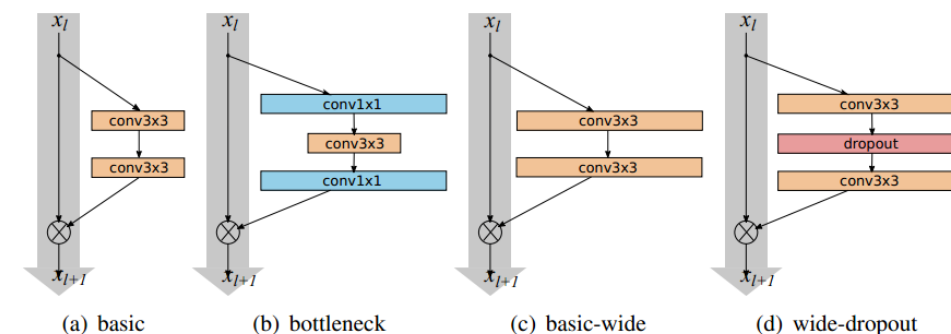 x_l
conv3x3
conv3x3
x_{l+1}
(a) basic
x_l
conv1x1
conv3x3
conv1x1
x_{l+1}
(b) bottleneck
x_l
conv3x3
conv3x3
x_{l+1}
(c) basic-wide
x_l
conv3x3
dropout
conv3x3
x_{l+1}
(d) wide-dropout